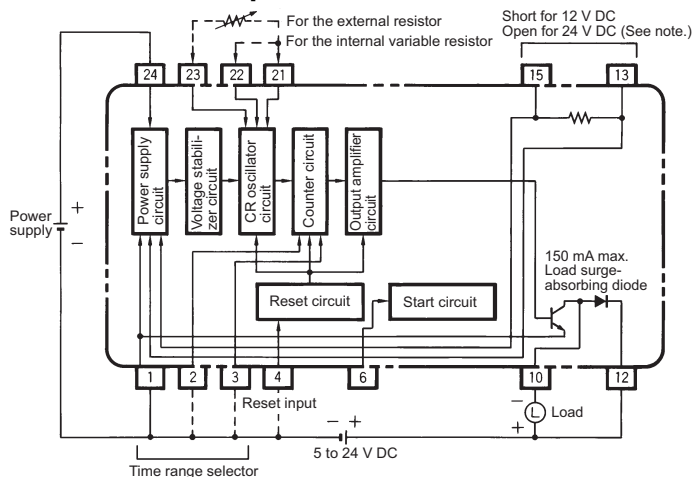 For the external resistor
For the internal variable resistor
Short for 12 V DC
Open for 24 V DC (See note.)
24
23
22
21
15
13
Power supply
circuit
Voltage stabili-
zer circuit
CR oscillator
circuit
Counter circuit
Output amplifier
circuit
+
Power
supply
−
150 mA max.
Load surge-
absorbing diode
Reset circuit
Start circuit
1
2
3
4
6
10
12
Reset input
−
L
Load
+
− +
5 to 24 V DC
Time range selector